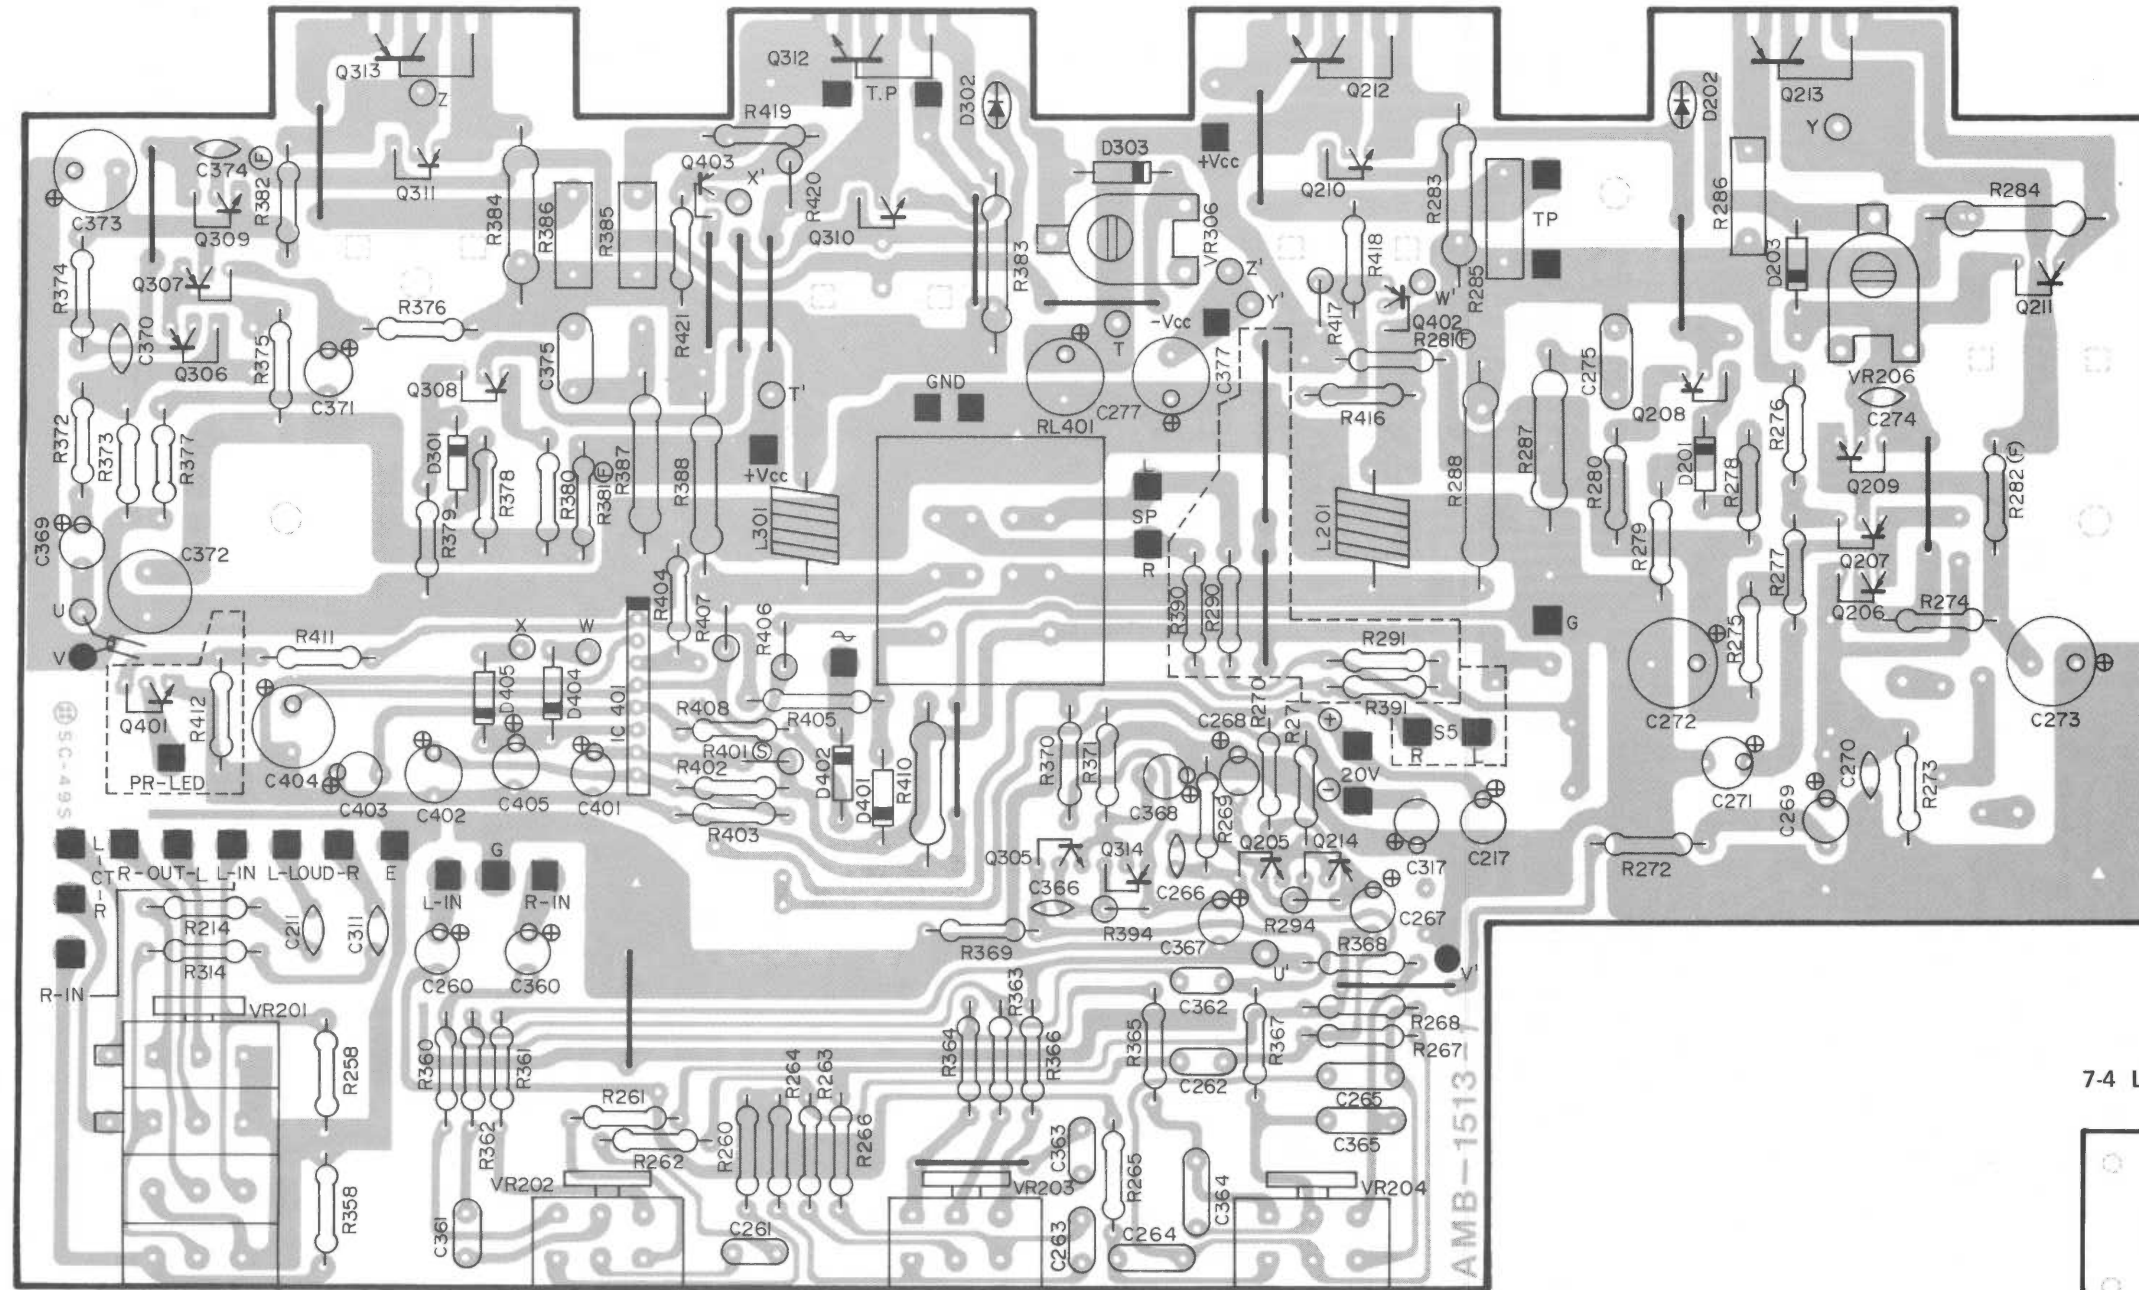 Q313
Z
Q312
T.P
D302
Q212
D202
Q213
Y
R419
C374
F
R382
Q311
Q403
X'
R420
D303
+Vcc
Q210
R283
TP
R286
R284
C373
Q309
R384
R386
R385
Q310
R383
VR306
R418
D203
Q211
R374
Q307
R376
R421
Z'
Y'
W'
R285
R417
Q402
C370
Q306
R375
C371
C375
-Vcc
T
R281
F
VR206
Q308
T'
GND
C277
C377
R416
C275
Q208
R276
C274
R372
R373
R377
D301
R378
R380
R381
F
R387
R388
+Vcc
RL401
R288
R287
R280
D201
R278
Q209
R282
(F)
C369
C372
R379
L301
L
SP
R
L201
R279
R277
Q207
U
R404
R407
R406
R390
R290
Q206
R274
V
R411
X
W
R291
G
R275
Q401
R412
D405
D404
IC 401
R408
R405
R391
R270
R271
C268
C272
C273
SC-49S
PR-LED
C404
C403
C402
C405
C401
R401
S
R402
R403
D402
D401
R410
R370
R371
C368
R269
20V
S5
R
L
C271
C269
C270
R273
L
CT
R
R-OUT-L
L-IN
L-LOUD-R
E
G
L-IN
R-IN
Q305
Q314
C366
C266
Q205
Q214
C317
C217
R272
R214
C211
C311
R369
R394
C367
R294
C267
R368
R314
C260
C360
U'
V'
R-IN
VR201
R363
C362
R268
R267
R258
R360
R361
R364
R366
R365
C262
R367
C265
7-4 L
R261
R264
R263
C365
R362
R262
R260
R266
C363
R265
R358
VR202
VR203
C364
VR204
C361
C261
C263
C264
AMB-1513-